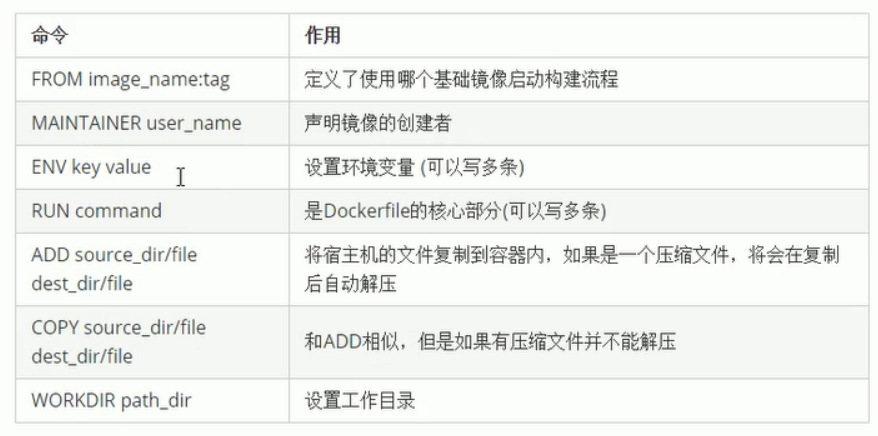 命令
作用
FROM image_name:tag
定义了使用哪个基础镜像启动构建流程
MAINTAINER user_name
声明镜像的创建者
ENV key value
设置环境变量 (可以写多条)
RUN command
是Dockerfile的核心部分(可以写多条)
ADD source_dir/file
dest_dir/file
将宿主机的文件复制到容器内，如果是一个压缩文件，将会在复制
后自动解压
COPY source_dir/file
dest_dir/file
和ADD相似，但是如果有压缩文件并不能解压
WORKDIR path_dir
设置工作目录